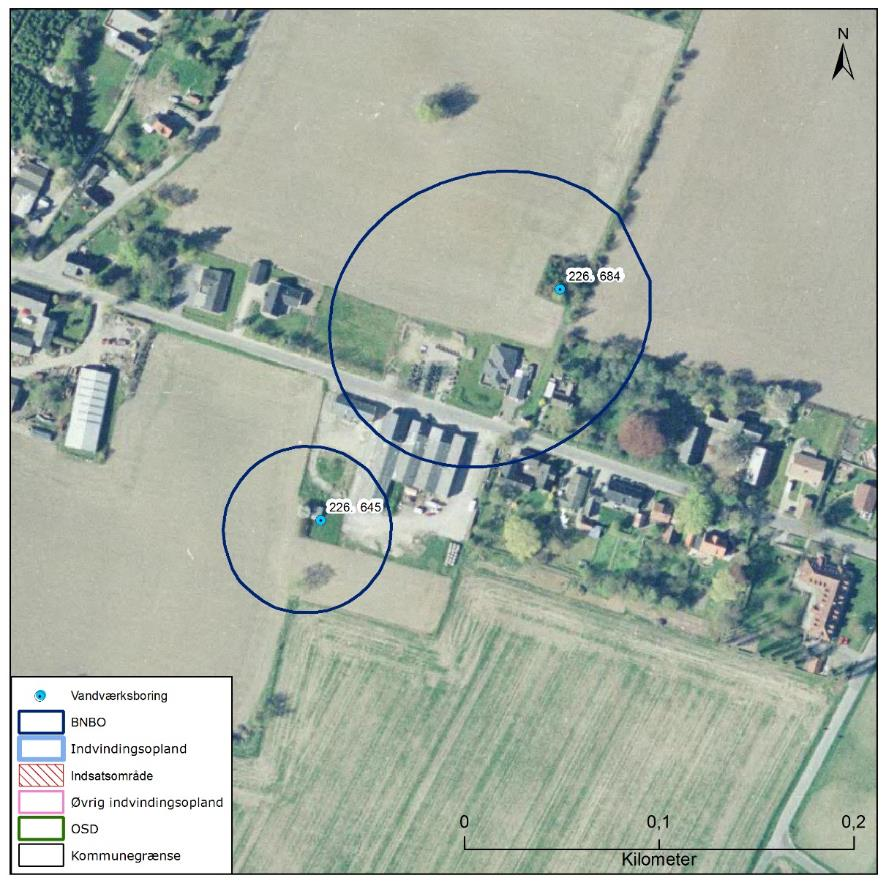 N
226. 684
226. 645
Vandværksboring
BNBO
Indvindingsopland
Indsatsområde
Øvrig indvindingsopland
OSD
Kommunegrænse
0 0,1 0,2
Kilometer